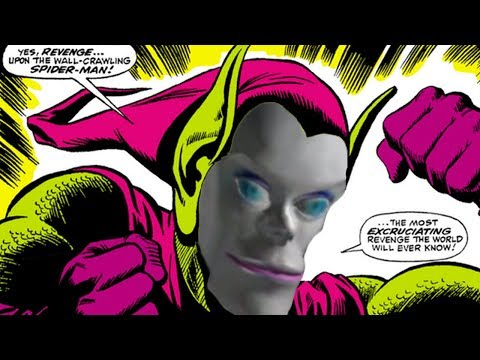 YES, REVENGE...
UPON THE WALL-CRAWLING
SPIDER-MAN!
...THE MOST
EXCRUCIATING
REVENGE THE WORLD
WILL EVER KNOW!